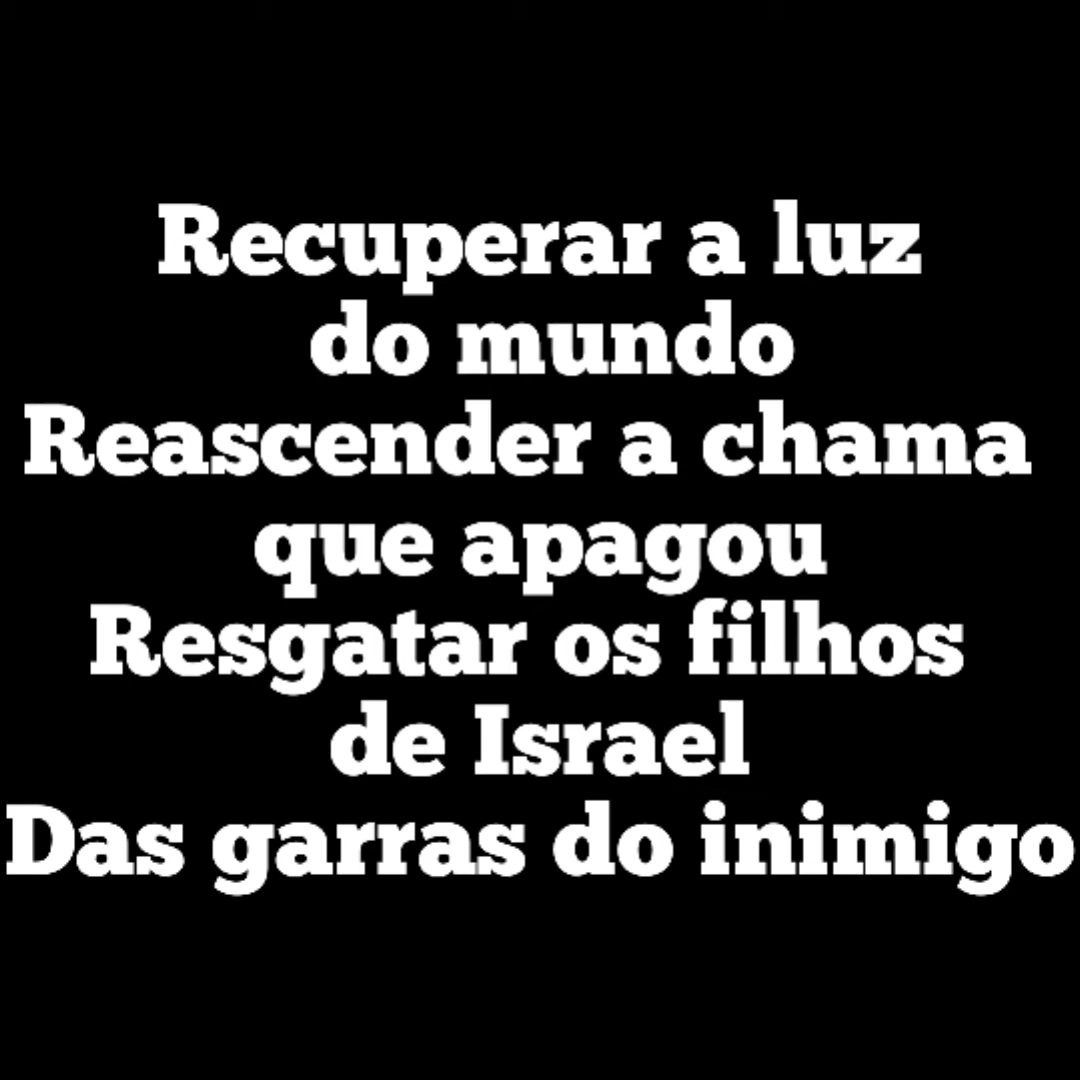 Recuperar a luz
do mundo
Reascender a chama
que apagou
Resgatar os filhos
de Israel
Das garras do inimigo